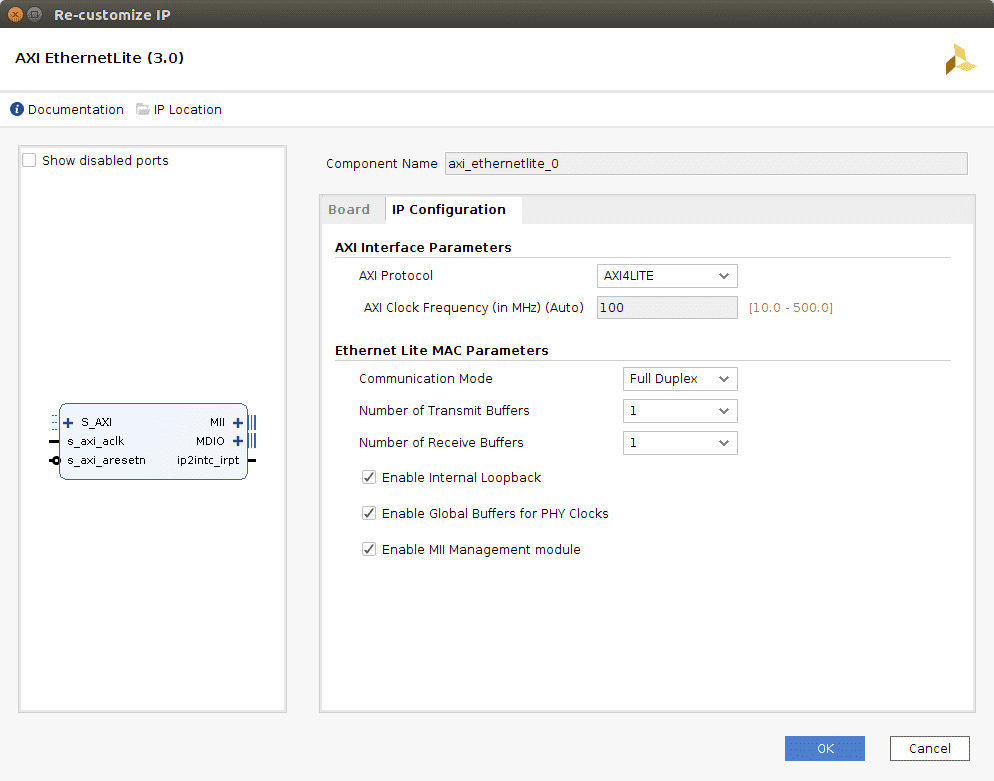 Re-customize IP
AXI EthernetLite (3.0)
Documentation IP Location
Show disabled ports
S_AXI
s_axi_aclk
s_axi_aresetn
MII
MDIO
ip2intc_irpt
Component Name axi_ethernetlite_0
Board IP Configuration
AXI Interface Parameters
AXI Protocol AXI4LITE
AXI Clock Frequency (in MHz) (Auto) 100 [10.0 - 500.0]
Ethernet Lite MAC Parameters
Communication Mode Full Duplex
Number of Transmit Buffers 1
Number of Receive Buffers 1
Enable Internal Loopback
Enable Global Buffers for PHY Clocks
Enable MII Management module
OK Cancel